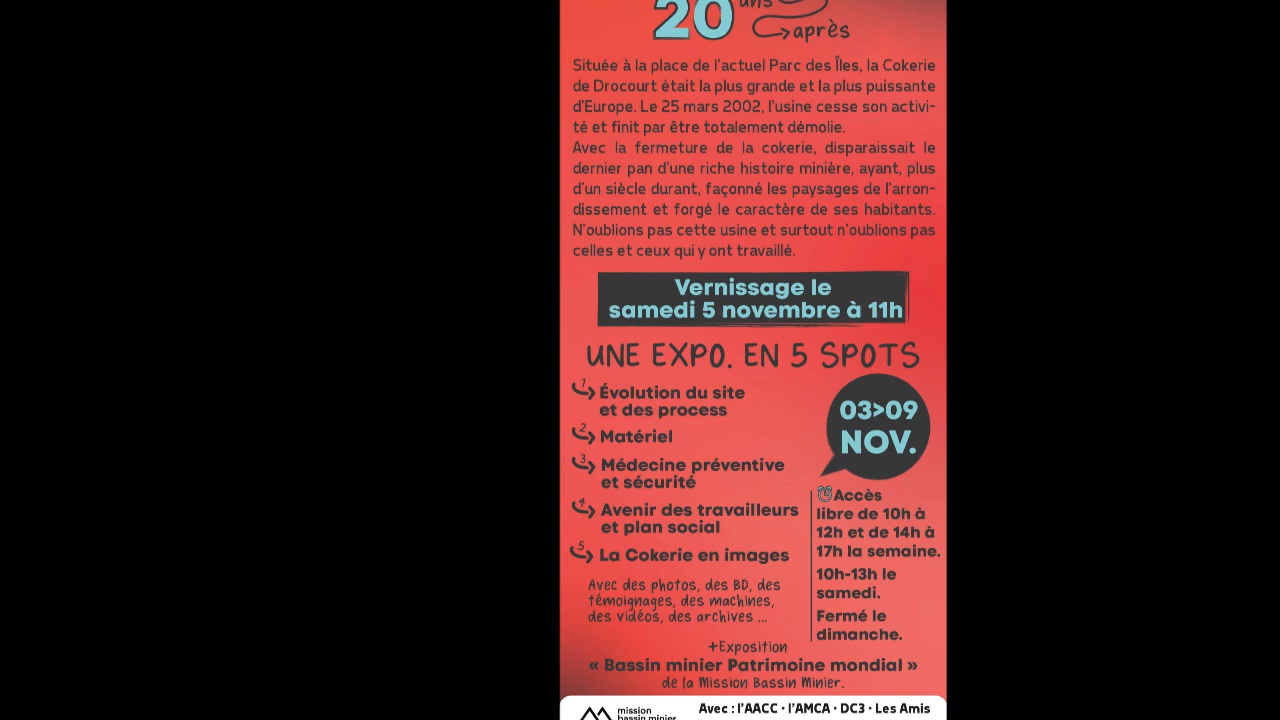 20 ans
après
Située à la place de l'actuel Parc des Îles, la Cokerie
de Drocourt était la plus grande et la plus puissante
d'Europe. Le 25 mars 2002, l'usine cesse son activi-
té et finit par être totalement démolie.
Avec la fermeture de la cokerie, disparaissait le
dernier pan d'une riche histoire minière, ayant, plus
d'un siècle durant, façonné les paysages de l'arron-
dissement et forgé le caractère de ses habitants.
N'oublions pas cette usine et surtout n'oublions pas
celles et ceux qui y ont travaillé.
Vernissage le
samedi 5 novembre à 11h
UNE EXPO. EN 5 SPOTS
1 Évolution du site
et des process
2 Matériel
3 Médecine préventive
et sécurité
4 Avenir des travailleurs
et plan social
5 La Cokerie en images
Avec des photos, des BD, des
témoignages, des machines,
des vidéos, des archives ...
03>09
NOV.
Accès
libre de 10h à
12h et de 14h à
17h la semaine.
10h-13h le
samedi.
Fermé le
dimanche.
+Exposition
« Bassin minier Patrimoine mondial »
de la Mission Bassin Minier.
mission
bassin minier
Avec : l'AACC · l'AMCA · DC3 · Les Amis